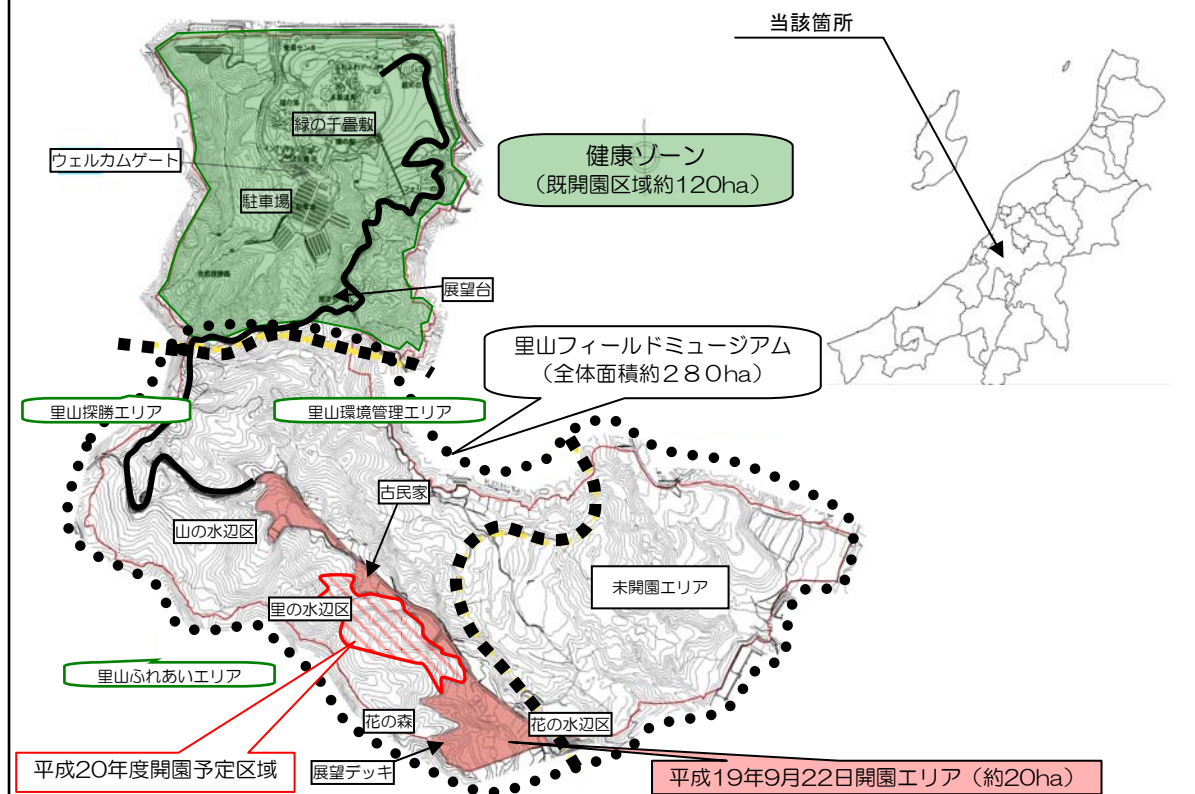 当該箇所
管理センター
緑の千畳敷
ウェルカムゲート
健康ゾーン
（既開園区域約120ha）
駐車場
展望台
里山フィールドミュージアム
（全体面積約２８０ha）
里山探勝エリア
里山環境管理エリア
古民家
山の水辺区
未開園エリア
里の水辺区
里山ふれあいエリア
花の森
花の水辺区
平成20年度開園予定区域
展望デッキ
平成19年9月22日開園エリア（約20ha）